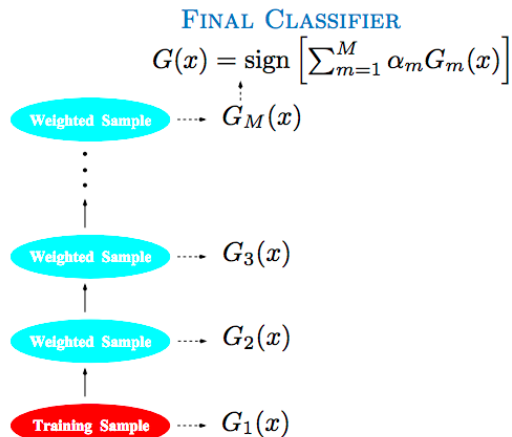 FINAL CLASSIFIER
G(x) = sign [∑_{m=1}^{M} α_m G_m(x)]
Weighted Sample G_M(x)
Weighted Sample G_3(x)
Weighted Sample G_2(x)
Training Sample G_1(x)